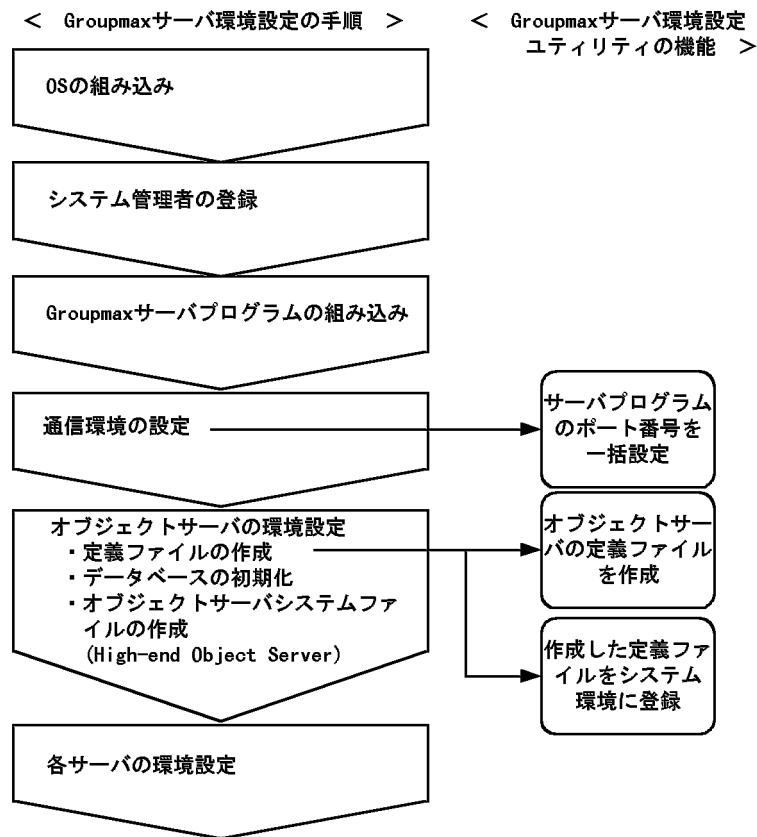 ＜ Groupmaxサーバ環境設定の手順 ＞
＜ Groupmaxサーバ環境設定
ユティリティの機能 ＞
OSの組み込み
システム管理者の登録
Groupmaxサーバプログラムの組み込み
通信環境の設定
サーバプログラム
のポート番号を
一括設定
オブジェクトサーバの環境設定
・定義ファイルの作成
・データベースの初期化
・オブジェクトサーバシステムファ
イルの作成
(High-end Object Server)
オブジェクトサー
バの定義ファイル
を作成
作成した定義ファ
イルをシステム
環境に登録
各サーバの環境設定